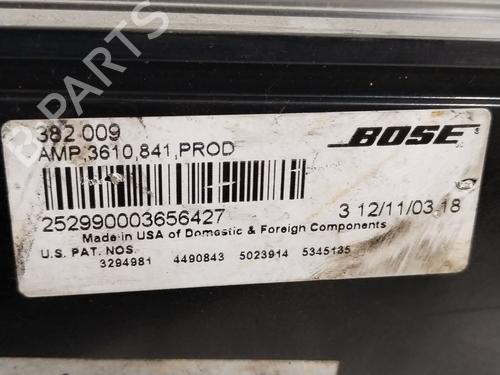 382 009
AMP,3610,841,PROD
BOSE
252990003656427
3 12/11/03 18
Made in USA of Domestic & Foreign Components
U.S. PAT. NOS.
3294981 4490843 5023914 5345135